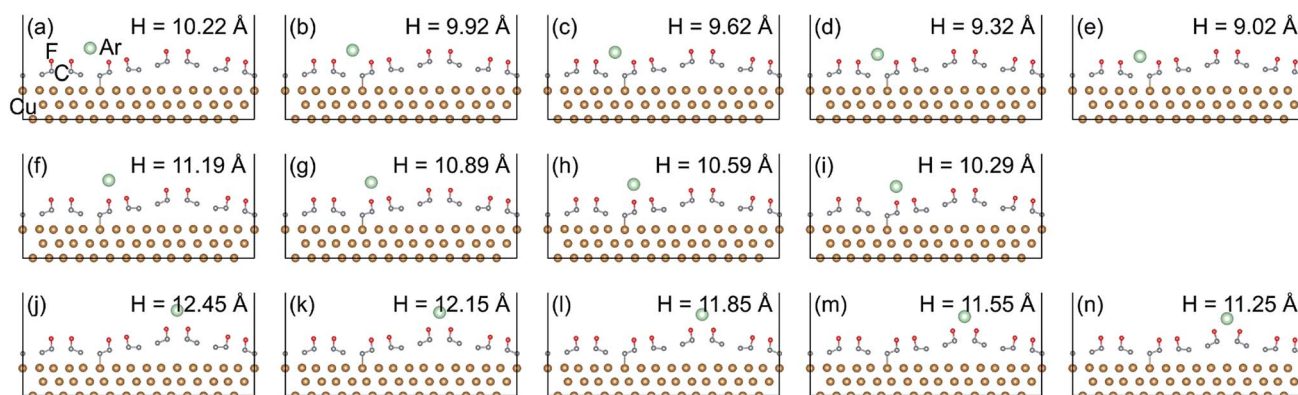 (a) H = 10.22 Å
F Ar
C
Cu
(b) H = 9.92 Å
(c) H = 9.62 Å
(d) H = 9.32 Å
(e) H = 9.02 Å
(f) H = 11.19 Å
(g) H = 10.89 Å
(h) H = 10.59 Å
(i) H = 10.29 Å
(j) H = 12.45 Å
(k) H = 12.15 Å
(l) H = 11.85 Å
(m) H = 11.55 Å
(n) H = 11.25 Å